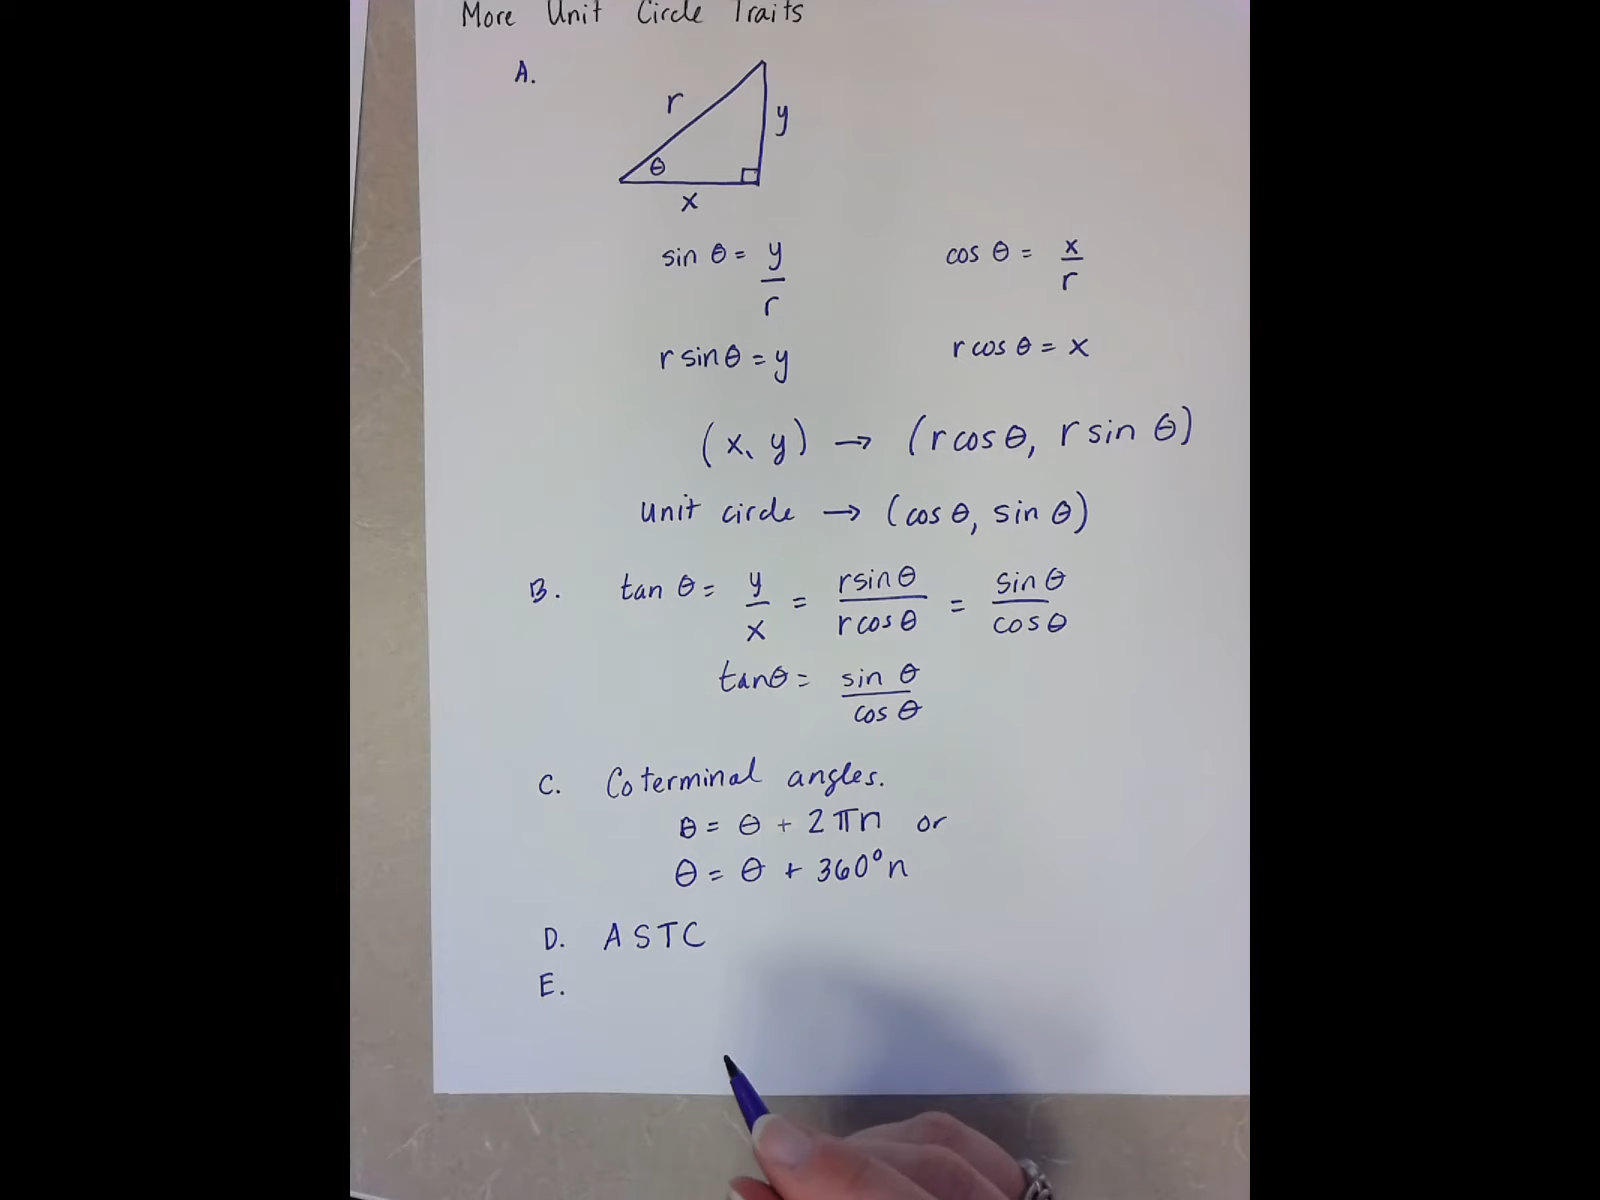 More Unit Circle Traits
A.
r
y
θ
x
sin θ = y/r
cos θ = x/r
r sin θ = y
r cos θ = x
(x, y) → (r cos θ, r sin θ)
unit circle → (cos θ, sin θ)
B. tan θ = y/x = r sin θ/r cos θ = sin θ/cos θ
tan θ = sin θ/cos θ
C. Coterminal angles.
θ = θ + 2πn or
θ = θ + 360°n
D. ASTC
E.